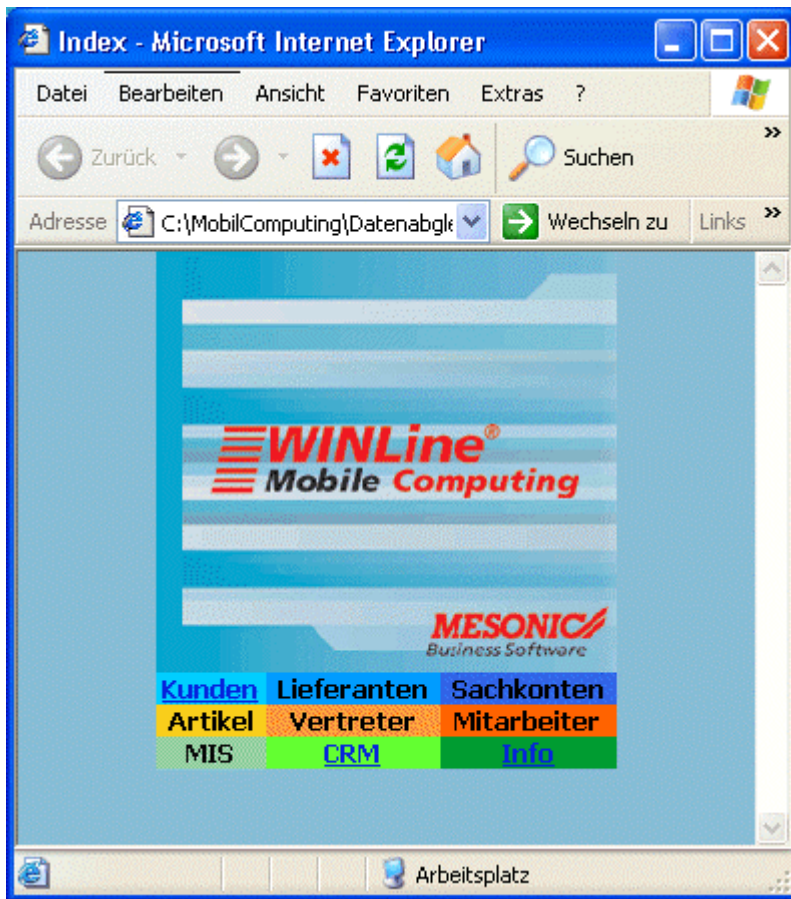 Index - Microsoft Internet Explorer
Datei Bearbeiten Ansicht Favoriten Extras ?
Zurück Suchen »
Adresse C:\MobilComputing\Datenabgle Wechseln zu Links »
WINLine®
Mobile Computing
MESONIC
Business Software
Kunden Lieferanten Sachkonten
Artikel Vertreter Mitarbeiter
MIS CRM Info
Arbeitsplatz